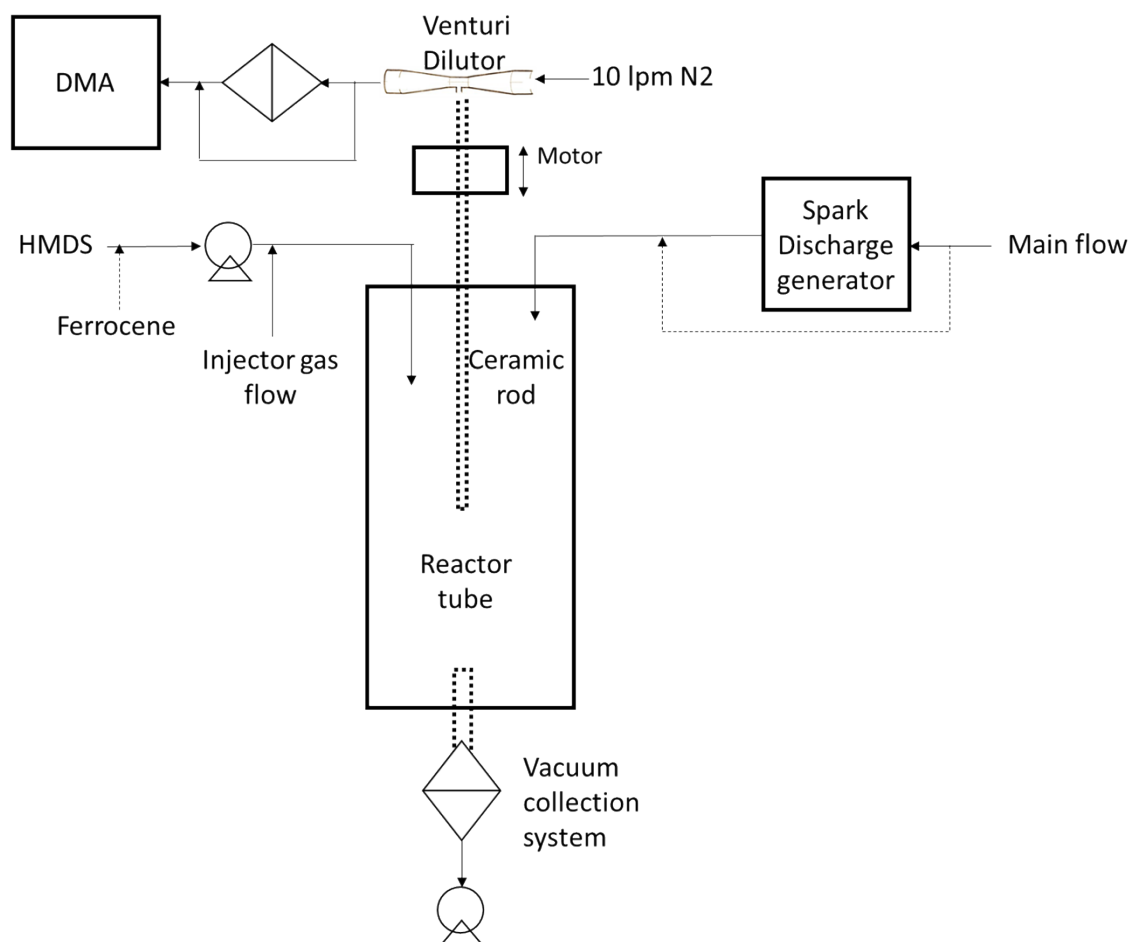 Venturi
Dilutor
DMA
10 lpm N2
Motor
HMDS
Ferrocene
Injector gas
flow
Spark
Discharge
generator
Main flow
Ceramic
rod
Reactor
tube
Vacuum
collection
system